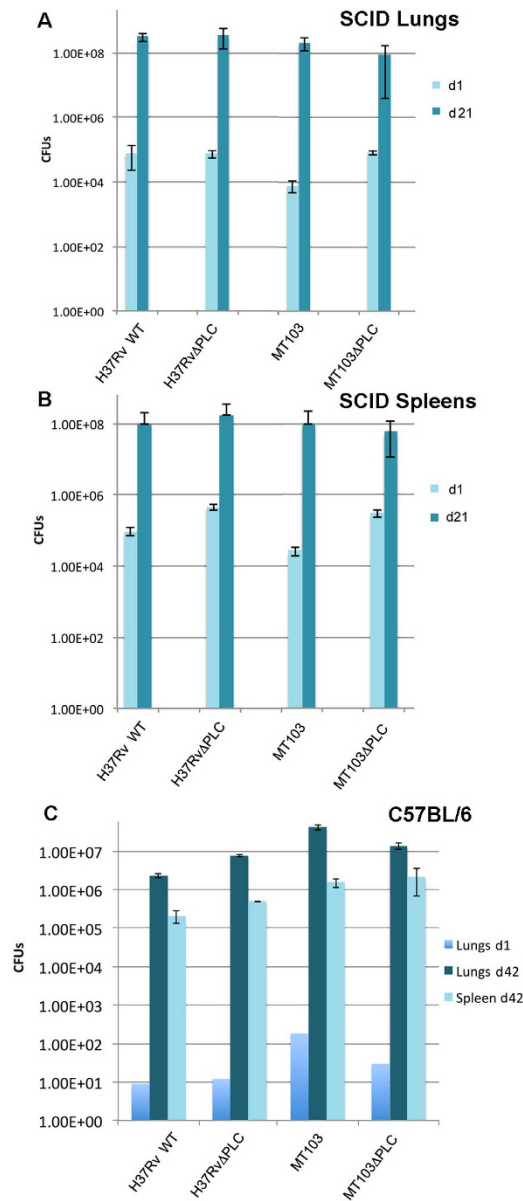 A
SCID Lungs
1.00E+08
1.00E+06
1.00E+04
1.00E+02
1.00E+00
CFUs
d1
d21
H37Rv WT
H37RvΔPLC
MT103
MT103ΔPLC
B
SCID Spleens
1.00E+08
1.00E+06
1.00E+04
1.00E+02
1.00E+00
CFUs
d1
d21
H37Rv WT
H37RvΔPLC
MT103
MT103ΔPLC
C
C57BL/6
1.00E+07
1.00E+06
1.00E+05
1.00E+04
1.00E+03
1.00E+02
1.00E+01
1.00E+00
CFUs
Lungs d1
Lungs d42
Spleen d42
H37Rv WT
H37RvΔPLC
MT103
MT103ΔPLC